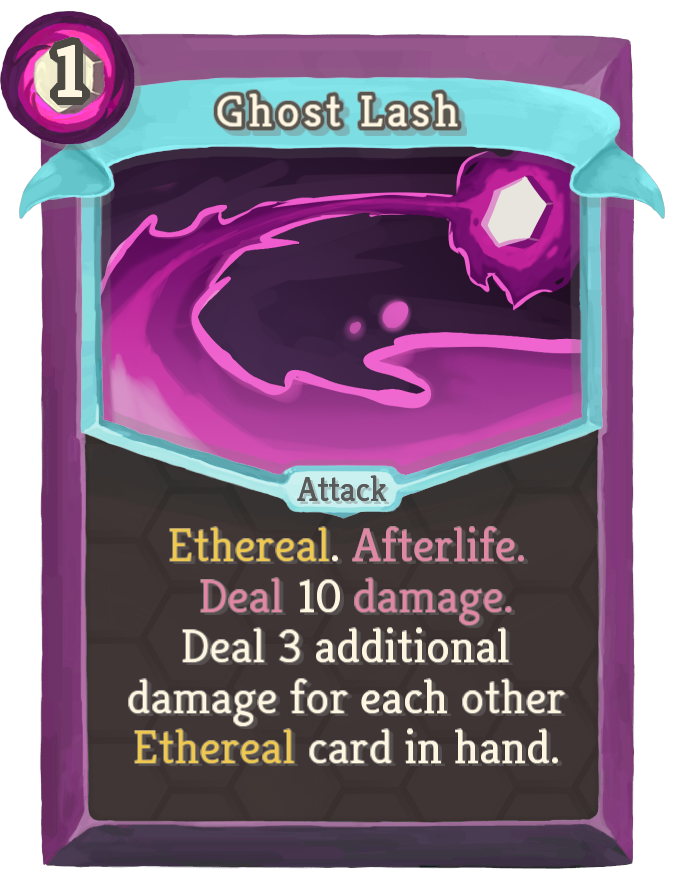 1
Ghost Lash
Attack
Ethereal. Afterlife.
Deal 10 damage.
Deal 3 additional
damage for each other
Ethereal card in hand.